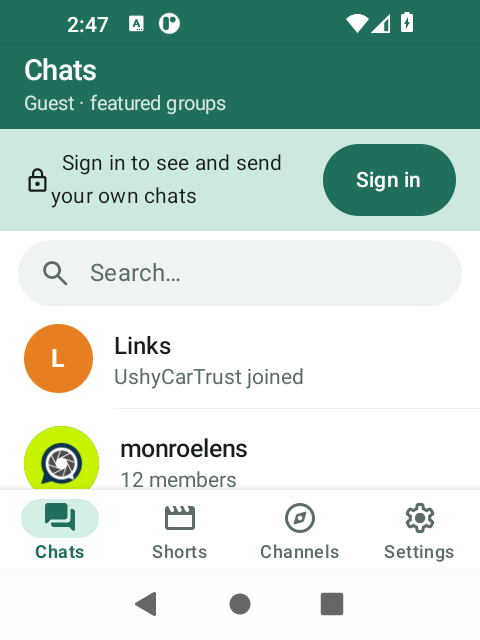 2:47
A
Chats
Guest · featured groups
Sign in to see and send
your own chats
Sign in
Search...
L
Links
UshyCarTrust joined
monroelens
12 members
Chats
Shorts
Channels
Settings